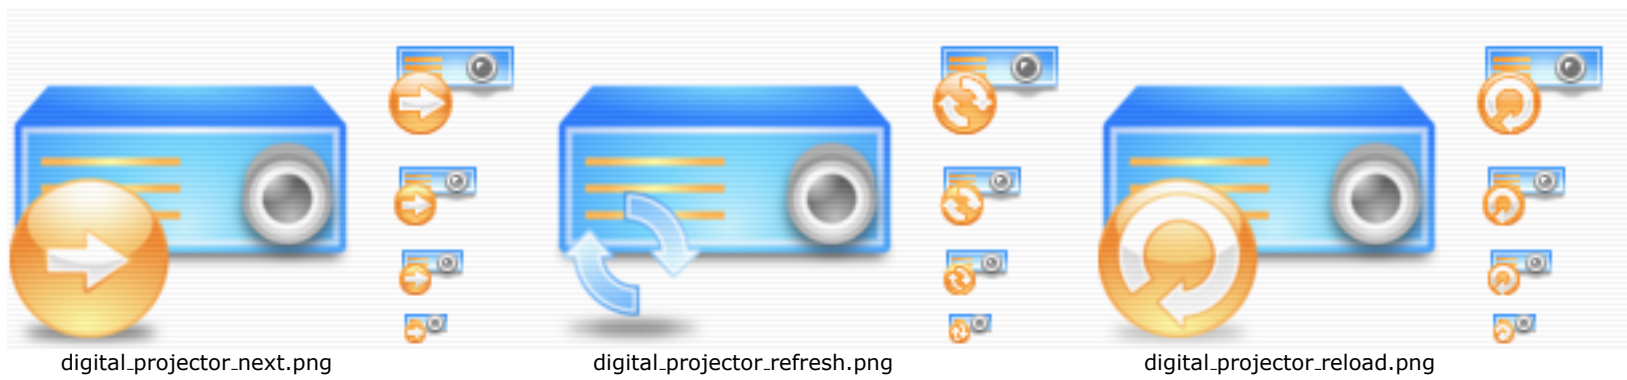 digital_projector_next.png
digital_projector_refresh.png
digital_projector_reload.png